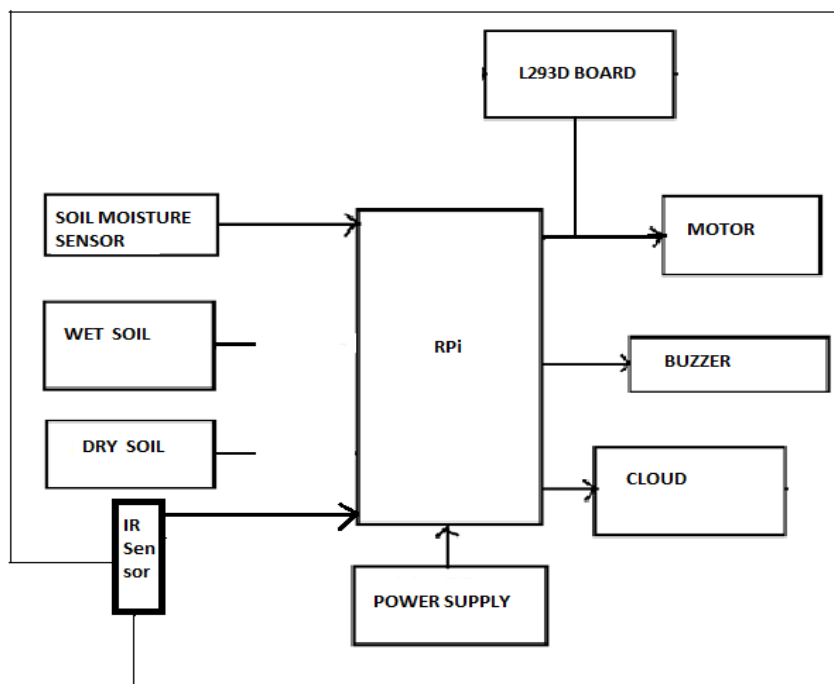 L293D BOARD
SOIL MOISTURE
SENSOR
MOTOR
WET SOIL
RPi
BUZZER
DRY SOIL
CLOUD
IR
Sen
sor
POWER SUPPLY